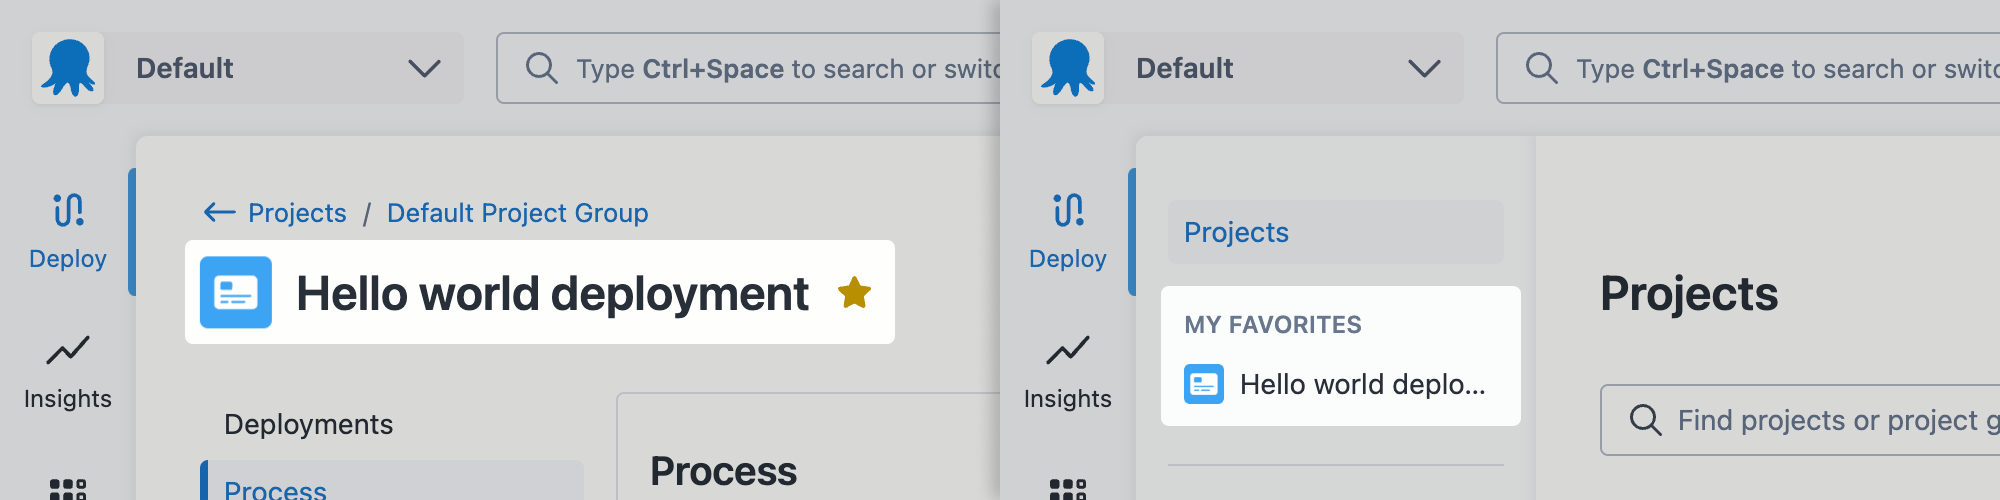 Default
Type Ctrl+Space to search or switc
Deploy
Insights
Projects / Default Project Group
Hello world deployment
Deployments
Process
Process
Default
Type Ctrl+Space to search or switc
Deploy
Insights
Projects
MY FAVORITES
Hello world deplo...
Projects
Find projects or project g